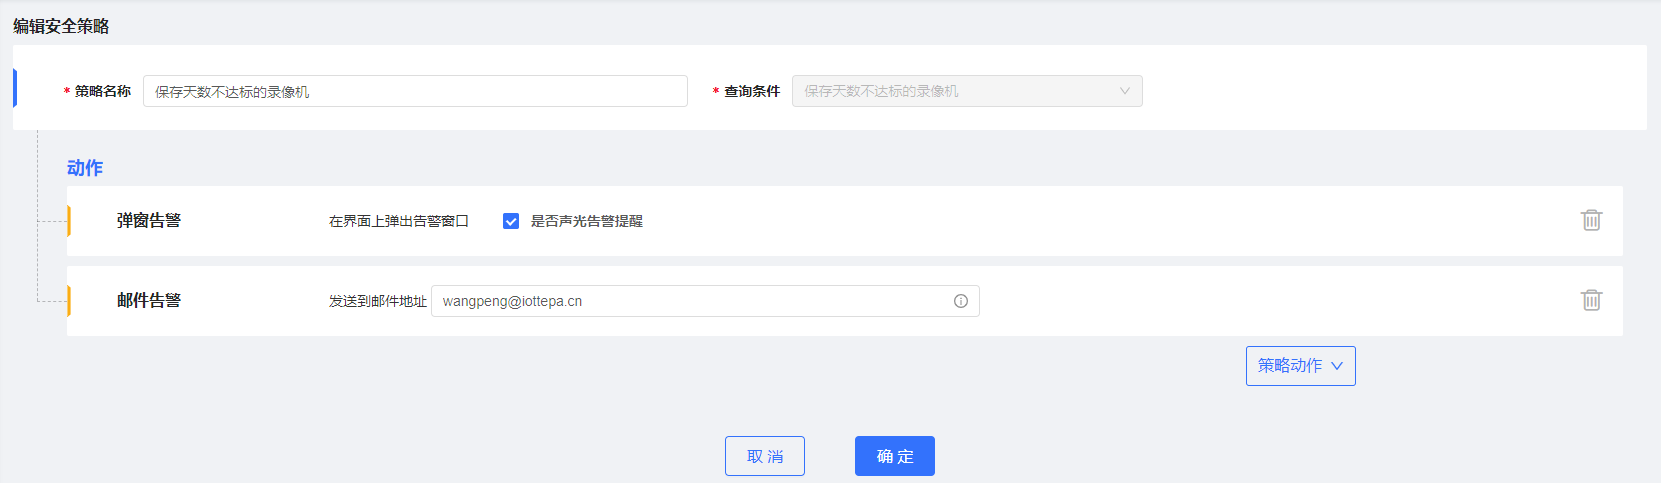 编辑安全策略
* 策略名称 保存天数不达标的录像机 * 查询条件 保存天数不达标的录像机
动作
弹窗告警 在界面上弹出告警窗口 是否声光告警提醒
邮件告警 发送到邮件地址 wangpeng@iottepa.cn
策略动作
取 消 确 定